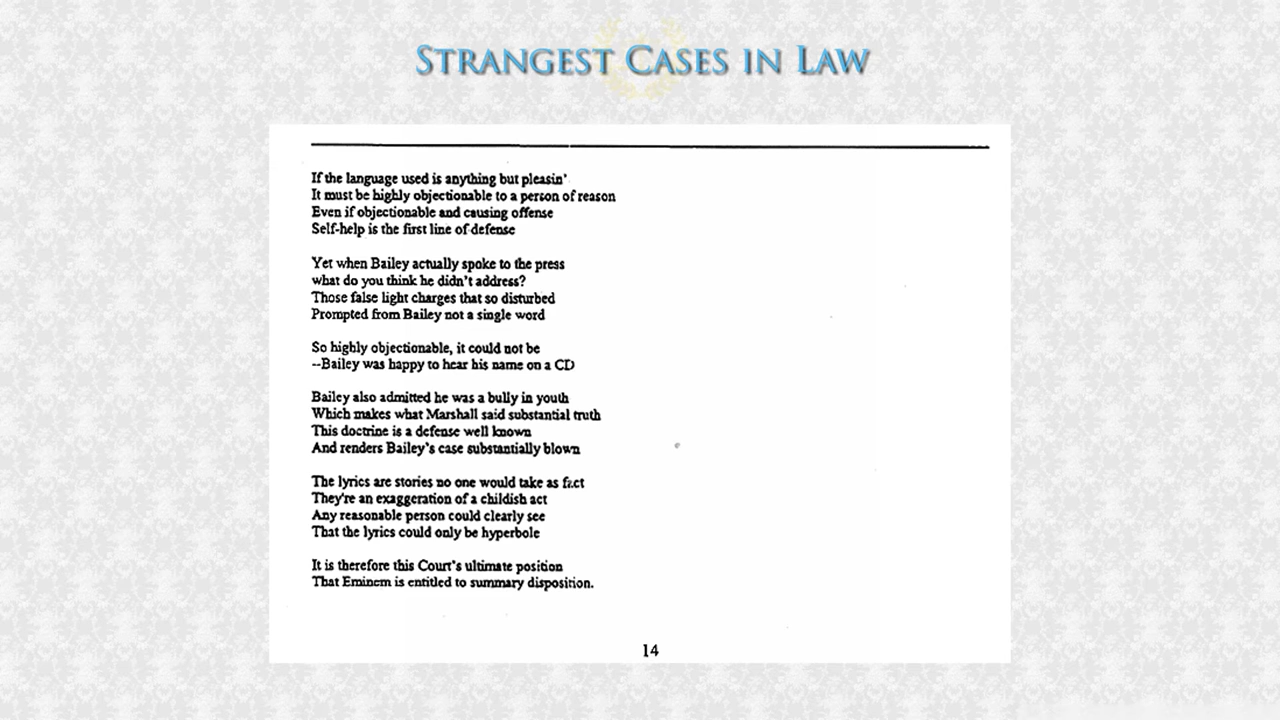 STRANGEST CASES IN LAW
If the language used is anything but pleasin'
It must be highly objectionable to a person of reason
Even if objectionable and causing offense
Self-help is the first line of defense
Yet when Bailey actually spoke to the press
what do you think he didn't address?
Those false light charges that so disturbed
Prompted from Bailey not a single word
So highly objectionable, it could not be
--Bailey was happy to hear his name on a CD
Bailey also admitted he was a bully in youth
Which makes what Marshall said substantial truth
This doctrine is a defense well known
And renders Bailey's case substantially blown
The lyrics are stories no one would take as fact
They're an exaggeration of a childish act
Any reasonable person could clearly see
That the lyrics could only be hyperbole
It is therefore this Court's ultimate position
That Eminem is entitled to summary disposition.
14